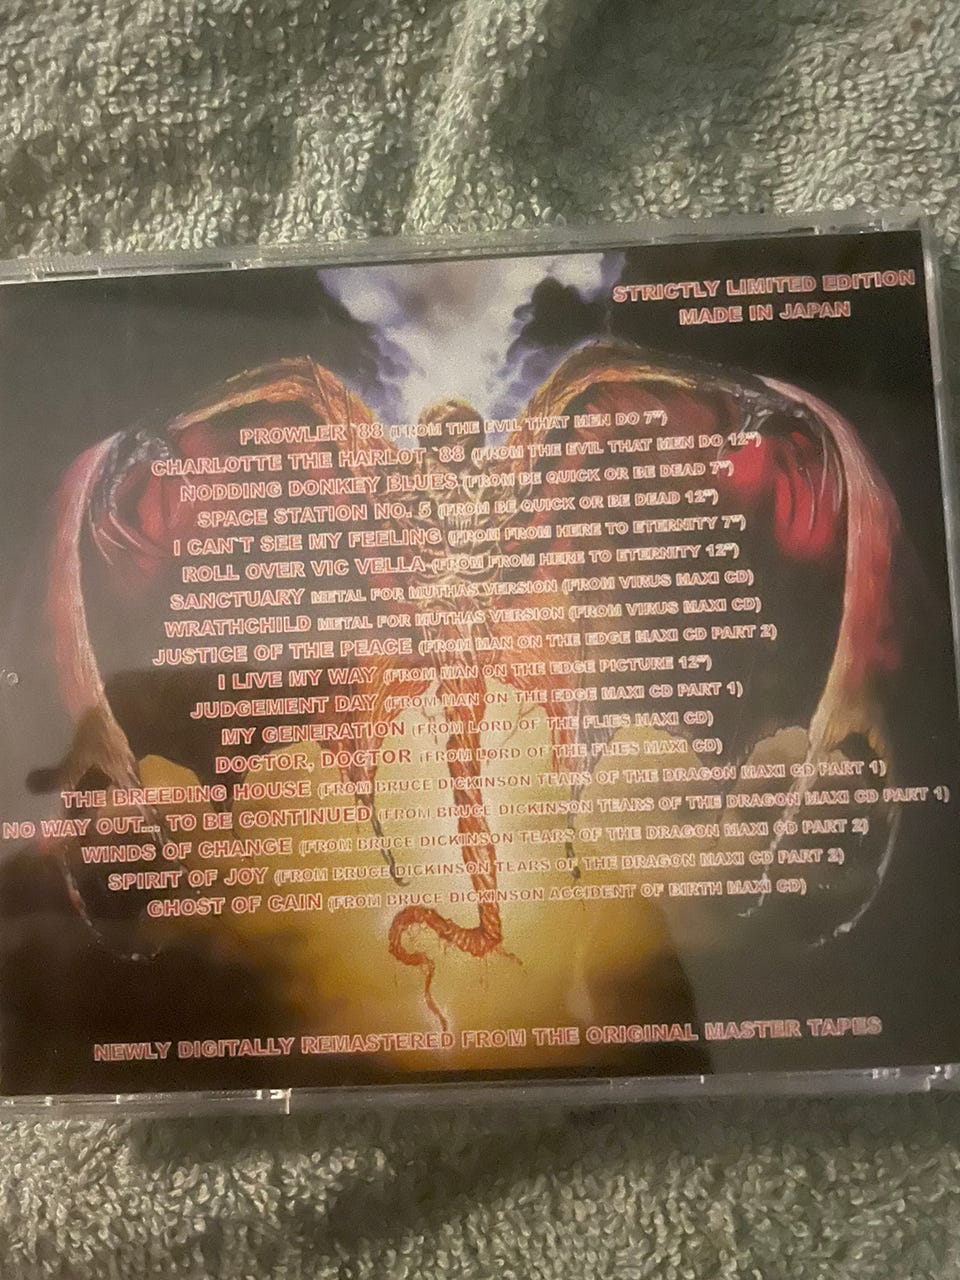 STRICTLY LIMITED EDITION
MADE IN JAPAN
PROWLER `88 (FROM THE EVIL THAT MEN DO 7")
CHARLOTTE THE HARLOT `88 (FROM THE EVIL THAT MEN DO 12")
NODDING DONKEY BLUES (FROM BE QUICK OR BE DEAD 7")
SPACE STATION NO. 5 (FROM BE QUICK OR BE DEAD 12")
I CAN`T SEE MY FEELING (FROM FROM HERE TO ETERNITY 7")
ROLL OVER VIC VELLA (FROM FROM HERE TO ETERNITY 12")
SANCTUARY METAL FOR MUTHAS VERSION (FROM VIRUS MAXI CD)
WRATHCHILD METAL FOR MUTHAS VERSION (FROM VIRUS MAXI CD)
JUSTICE OF THE PEACE (FROM MAN ON THE EDGE MAXI CD PART 2)
I LIVE MY WAY (FROM MAN ON THE EDGE PICTURE 12")
JUDGEMENT DAY (FROM MAN ON THE EDGE MAXI CD PART 1)
MY GENERATION (FROM LORD OF THE FLIES MAXI CD)
DOCTOR, DOCTOR (FROM LORD OF THE FLIES MAXI CD)
THE BREEDING HOUSE (FROM BRUCE DICKINSON TEARS OF THE DRAGON MAXI CD PART 1)
NO WAY OUT... TO BE CONTINUED (FROM BRUCE DICKINSON TEARS OF THE DRAGON MAXI CD PART 1)
WINDS OF CHANGE (FROM BRUCE DICKINSON TEARS OF THE DRAGON MAXI CD PART 2)
SPIRIT OF JOY (FROM BRUCE DICKINSON TEARS OF THE DRAGON MAXI CD PART 2)
GHOST OF CAIN (FROM BRUCE DICKINSON ACCIDENT OF BIRTH MAXI CD)
NEWLY DIGITALLY REMASTERED FROM THE ORIGINAL MASTER TAPES